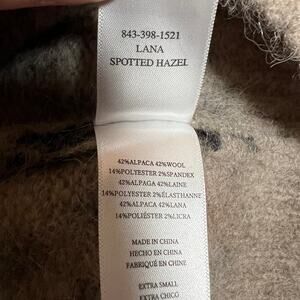 843-398-1521
LANA
SPOTTED HAZEL
42%ALPACA 42%WOOL
14%POLYESTER 2%SPANDEX
42%ALPAGA 42%LAINE
14%POLYESTER 2%ÉLASTHANNE
42%ALPACA 42%LANA
14%POLIÉSTER 2%LICRA
MADE IN CHINA
HECHO EN CHINA
FABRIQUÉ EN CHINE
EXTRA SMALL
EXTRA CHICO